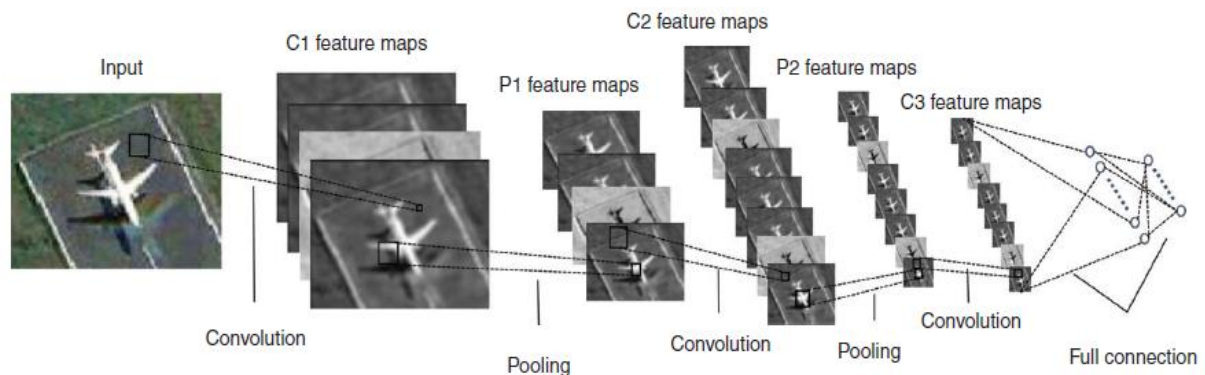 Input
C1 feature maps
P1 feature maps
C2 feature maps
P2 feature maps
C3 feature maps
Convolution
Pooling
Convolution
Pooling
Convolution
Full connection